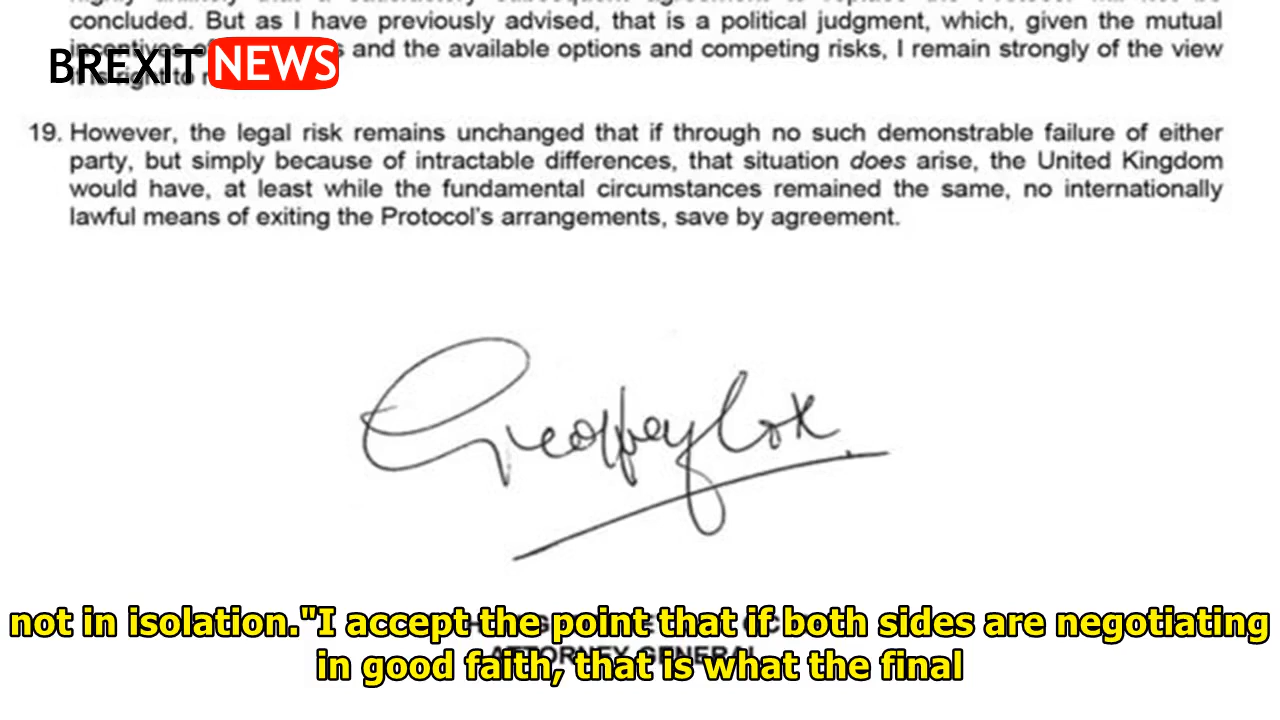 concluded. But as I have previously advised, that is a political judgment, which, given the mutual
and the available options and competing risks, I remain strongly of the view
BREXIT NEWS
19. However, the legal risk remains unchanged that if through no such demonstrable failure of either
party, but simply because of intractable differences, that situation does arise, the United Kingdom
would have, at least while the fundamental circumstances remained the same, no internationally
lawful means of exiting the Protocol's arrangements, save by agreement.
Geoffrey Cox
not in isolation."I accept the point that if both sides are negotiating
ATTORNEY GENERAL
in good faith, that is what the final